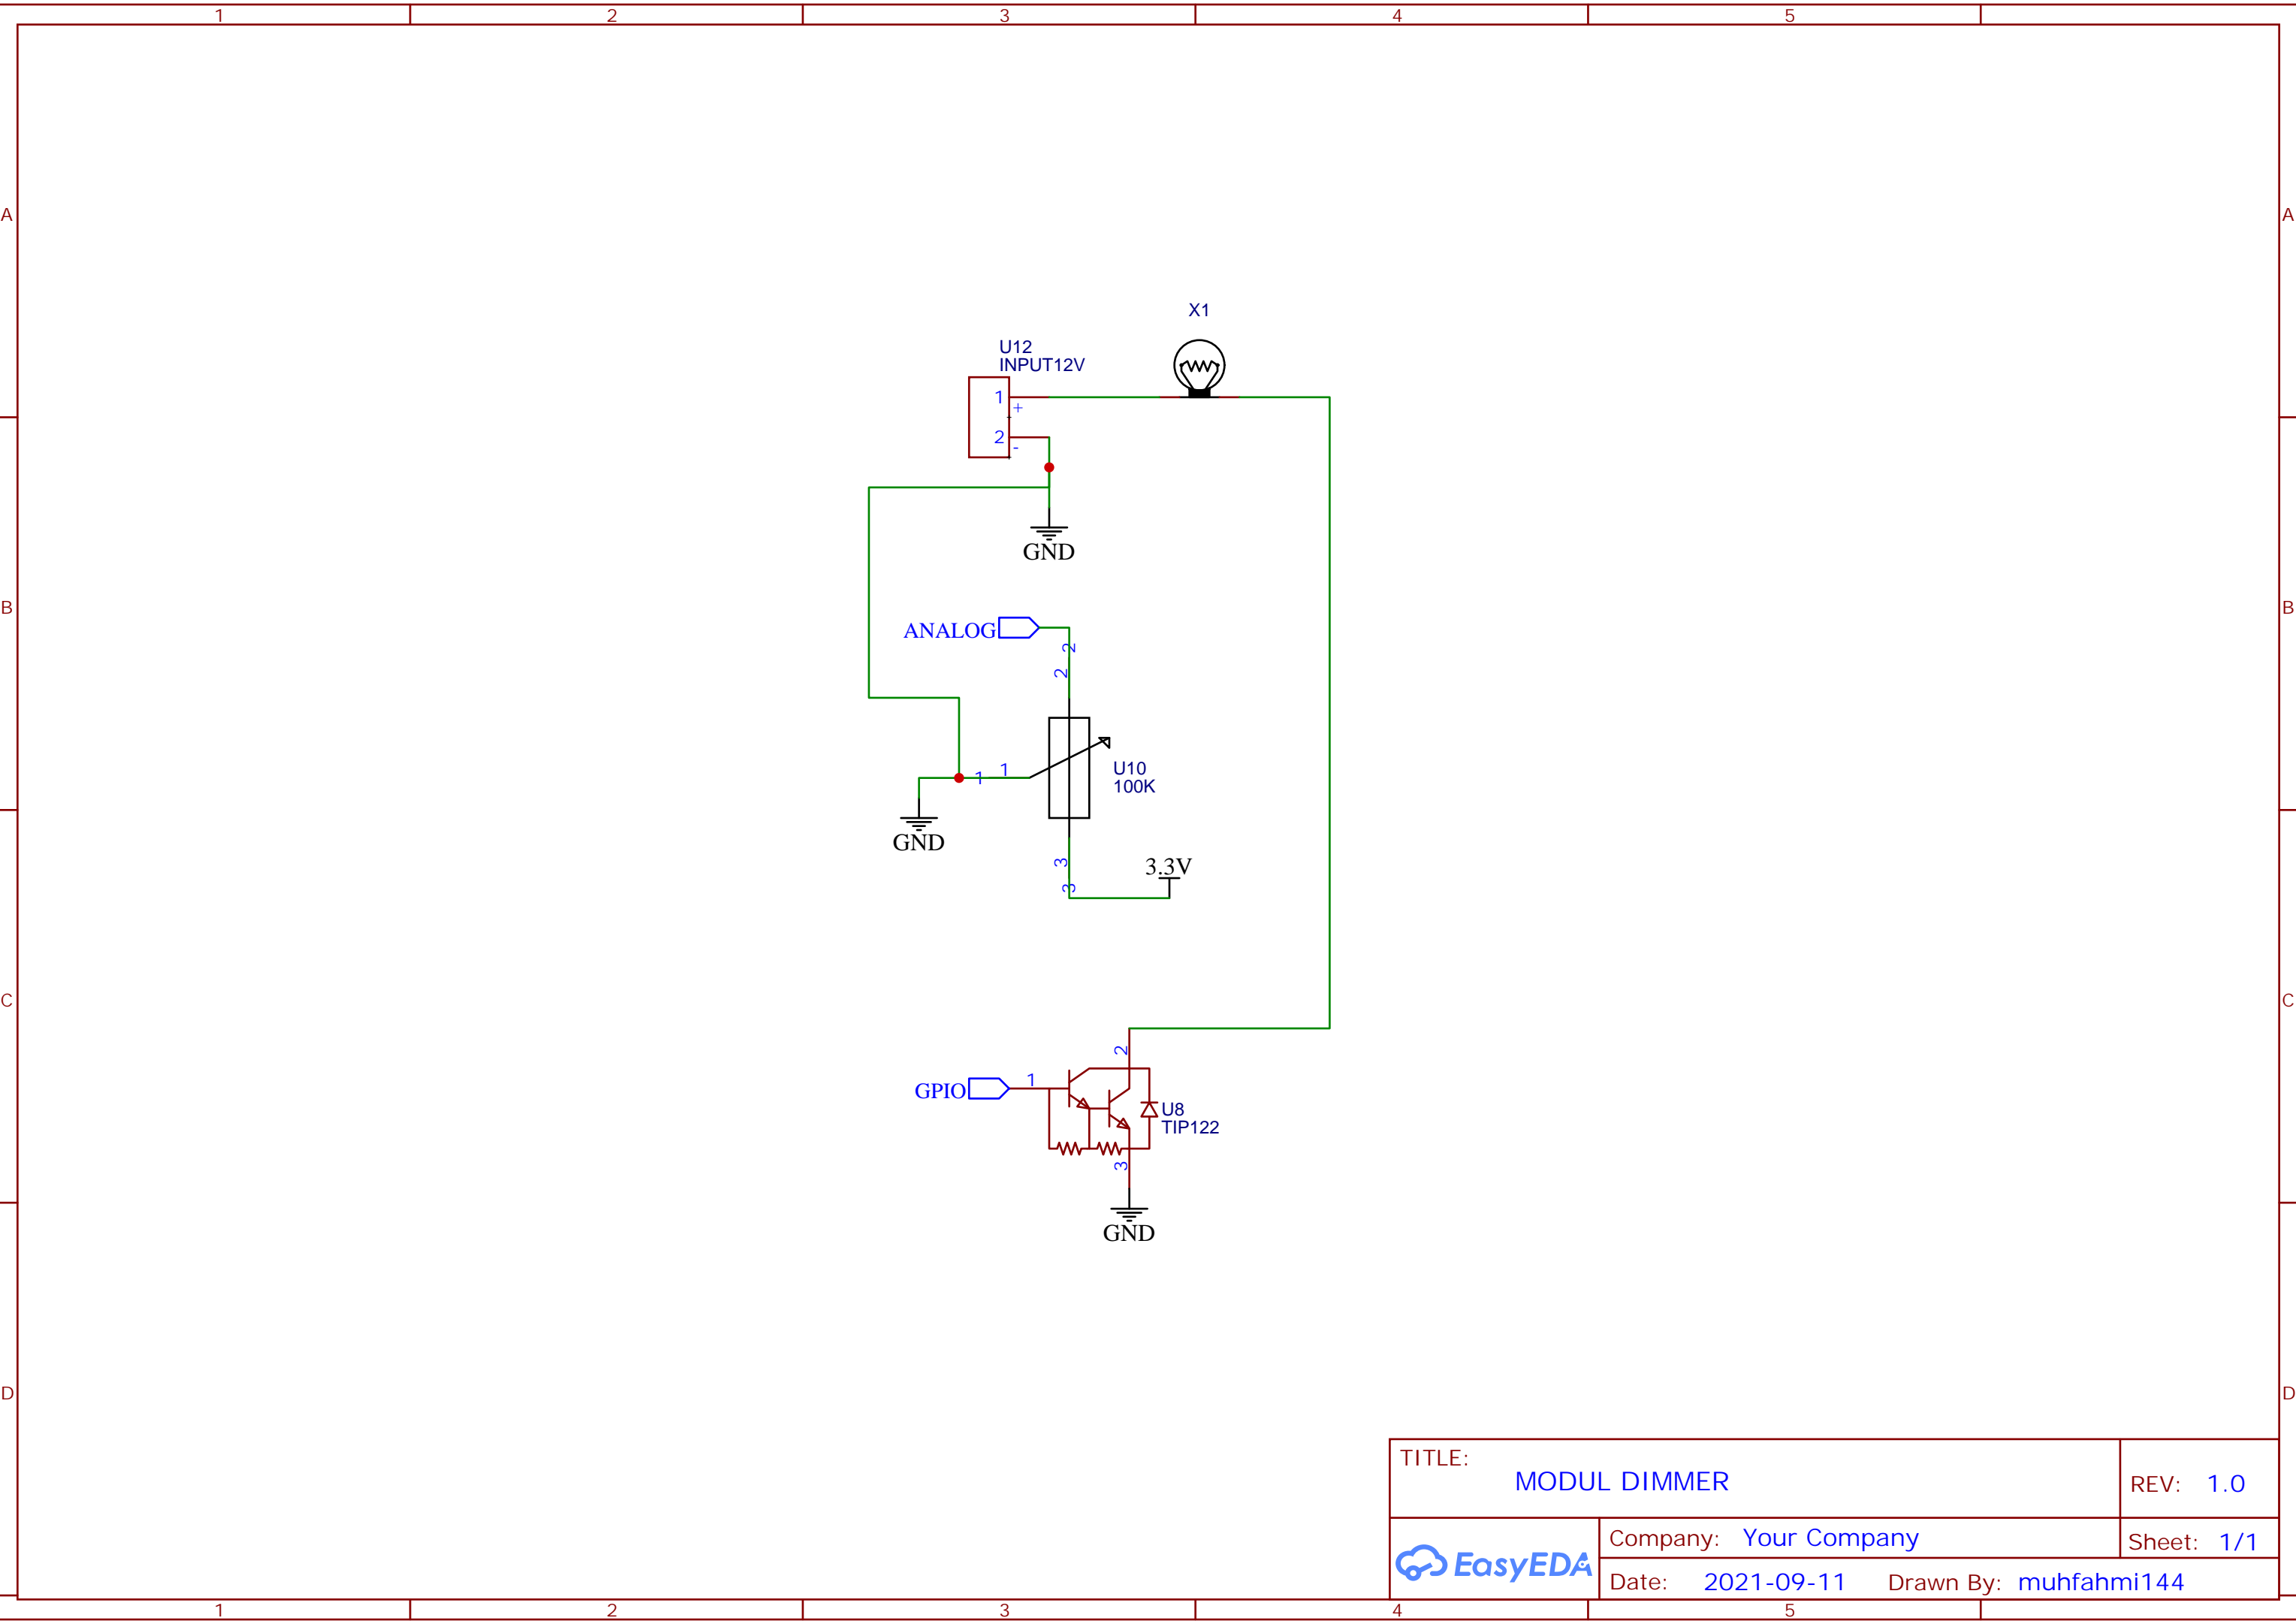 1 2 3 4 5
A A
X1
U12
INPUT12V
1
+
2
-
GND
B B
ANALOG
2
2
1 1
U10
100K
GND
3
3
3.3V
C C
2
GPIO 1
U8
TIP122
3
GND
D D
TITLE:
MODUL DIMMER
REV: 1.0
EasyEDA
Company: Your Company
Sheet: 1/1
Date: 2021-09-11 Drawn By: muhfahmi144
1 2 3 4 5